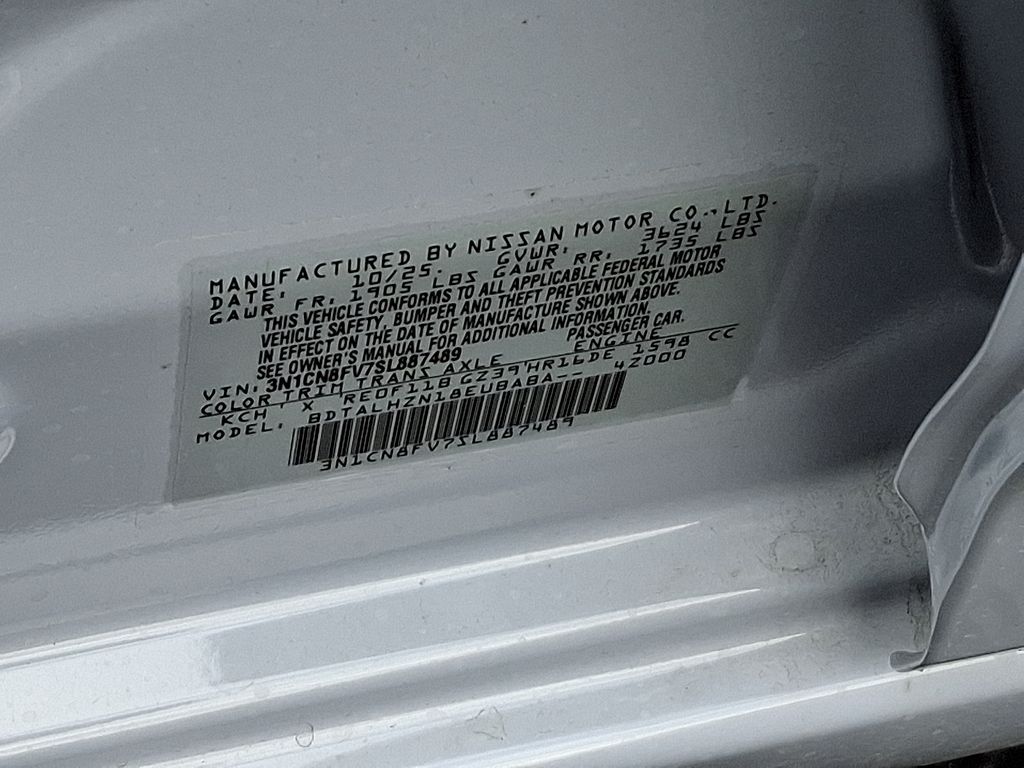 MANUFACTURED BY NISSAN MOTOR CO.,LTD.
DATE: 10/25. GVWR: 3624 LBS
GAWR FR. 1905 LBS GAWR RR. 1735 LBS
THIS VEHICLE CONFORMS TO ALL APPLICABLE FEDERAL MOTOR
VEHICLE SAFETY, BUMPER AND THEFT PREVENTION STANDARDS
IN EFFECT ON THE DATE OF MANUFACTURE SHOWN ABOVE.
SEE OWNER'S MANUAL FOR ADDITIONAL INFORMATION.
VIN: 3N1CN8FV7SL887489 PASSENGER CAR.
COLOR TRIM TRANS AXLE ENGINE
KCH X RE0F11B GZ39 HR16DE 1598 CC
MODEL: BDTALHZN18EUBABA-- 4Z000
3N1CN8FV7SL887489